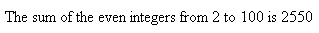 The sum of the even integers from 2 to 100 is 2550